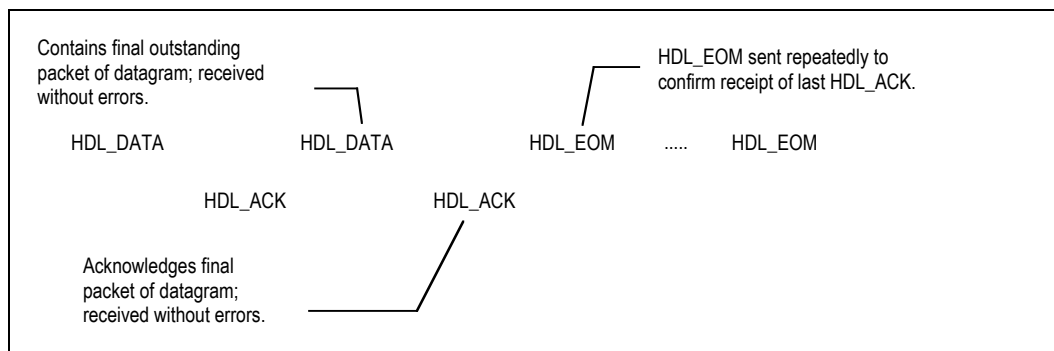 Contains final outstanding
packet of datagram; received
without errors.
HDL_EOM sent repeatedly to
confirm receipt of last HDL_ACK.
HDL_DATA HDL_DATA HDL_EOM ..... HDL_EOM
HDL_ACK HDL_ACK
Acknowledges final
packet of datagram;
received without errors.